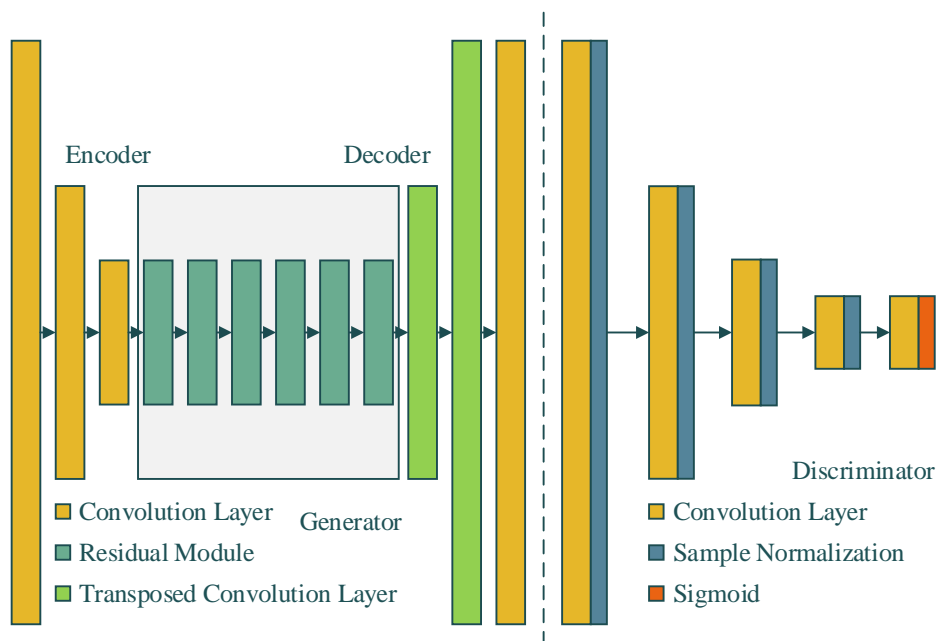 Encoder
Decoder
Generator
Convolution Layer
Residual Module
Transposed Convolution Layer
Discriminator
Convolution Layer
Sample Normalization
Sigmoid